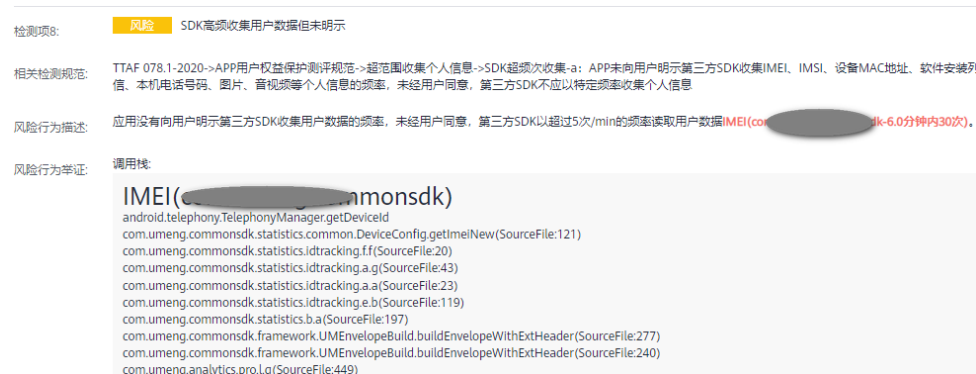 检测项8:
风险 SDK高频收集用户数据但未明示
相关检测规范:
TTAF 078.1-2020->APP用户权益保护测评规范->超范围收集个人信息->SDK超频次收集-a：APP未向用户明示第三方SDK收集IMEI、IMSI、设备MAC地址、软件安装列
信、本机电话号码、图片、音视频等个人信息的频率，未经用户同意，第三方SDK不应以特定频率收集个人信息
风险行为描述:
应用没有向用户明示第三方SDK收集用户数据的频率，未经用户同意，第三方SDK以超过5次/min的频率读取用户数据IMEI(co dk-6.0分钟内30次)。
风险行为举证:
调用栈:
IMEI( mmonsdk)
android.telephony.TelephonyManager.getDeviceId
com.umeng.commonsdk.statistics.common.DeviceConfig.getImeiNew(SourceFile:121)
com.umeng.commonsdk.statistics.idtracking.f.f(SourceFile:20)
com.umeng.commonsdk.statistics.idtracking.a.g(SourceFile:43)
com.umeng.commonsdk.statistics.idtracking.a.a(SourceFile:23)
com.umeng.commonsdk.statistics.idtracking.e.b(SourceFile:119)
com.umeng.commonsdk.statistics.b.a(SourceFile:197)
com.umeng.commonsdk.framework.UMEnvelopeBuild.buildEnvelopeWithExtHeader(SourceFile:277)
com.umeng.commonsdk.framework.UMEnvelopeBuild.buildEnvelopeWithExtHeader(SourceFile:240)
com.umeng.analytics.pro.l.q(SourceFile:449)